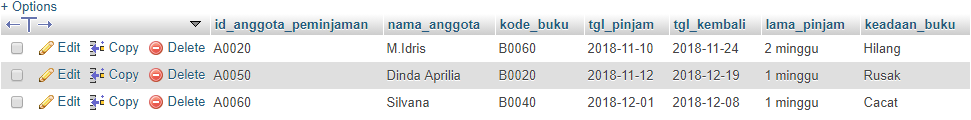 + Options
id_anggota_peminjaman nama_anggota kode_buku tgl_pinjam tgl_kembali lama_pinjam keadaan_buku
Edit Copy Delete A0020 M.Idris B0060 2018-11-10 2018-11-24 2 minggu Hilang
Edit Copy Delete A0050 Dinda Aprilia B0020 2018-11-12 2018-12-19 1 minggu Rusak
Edit Copy Delete A0060 Silvana B0040 2018-12-01 2018-12-08 1 minggu Cacat